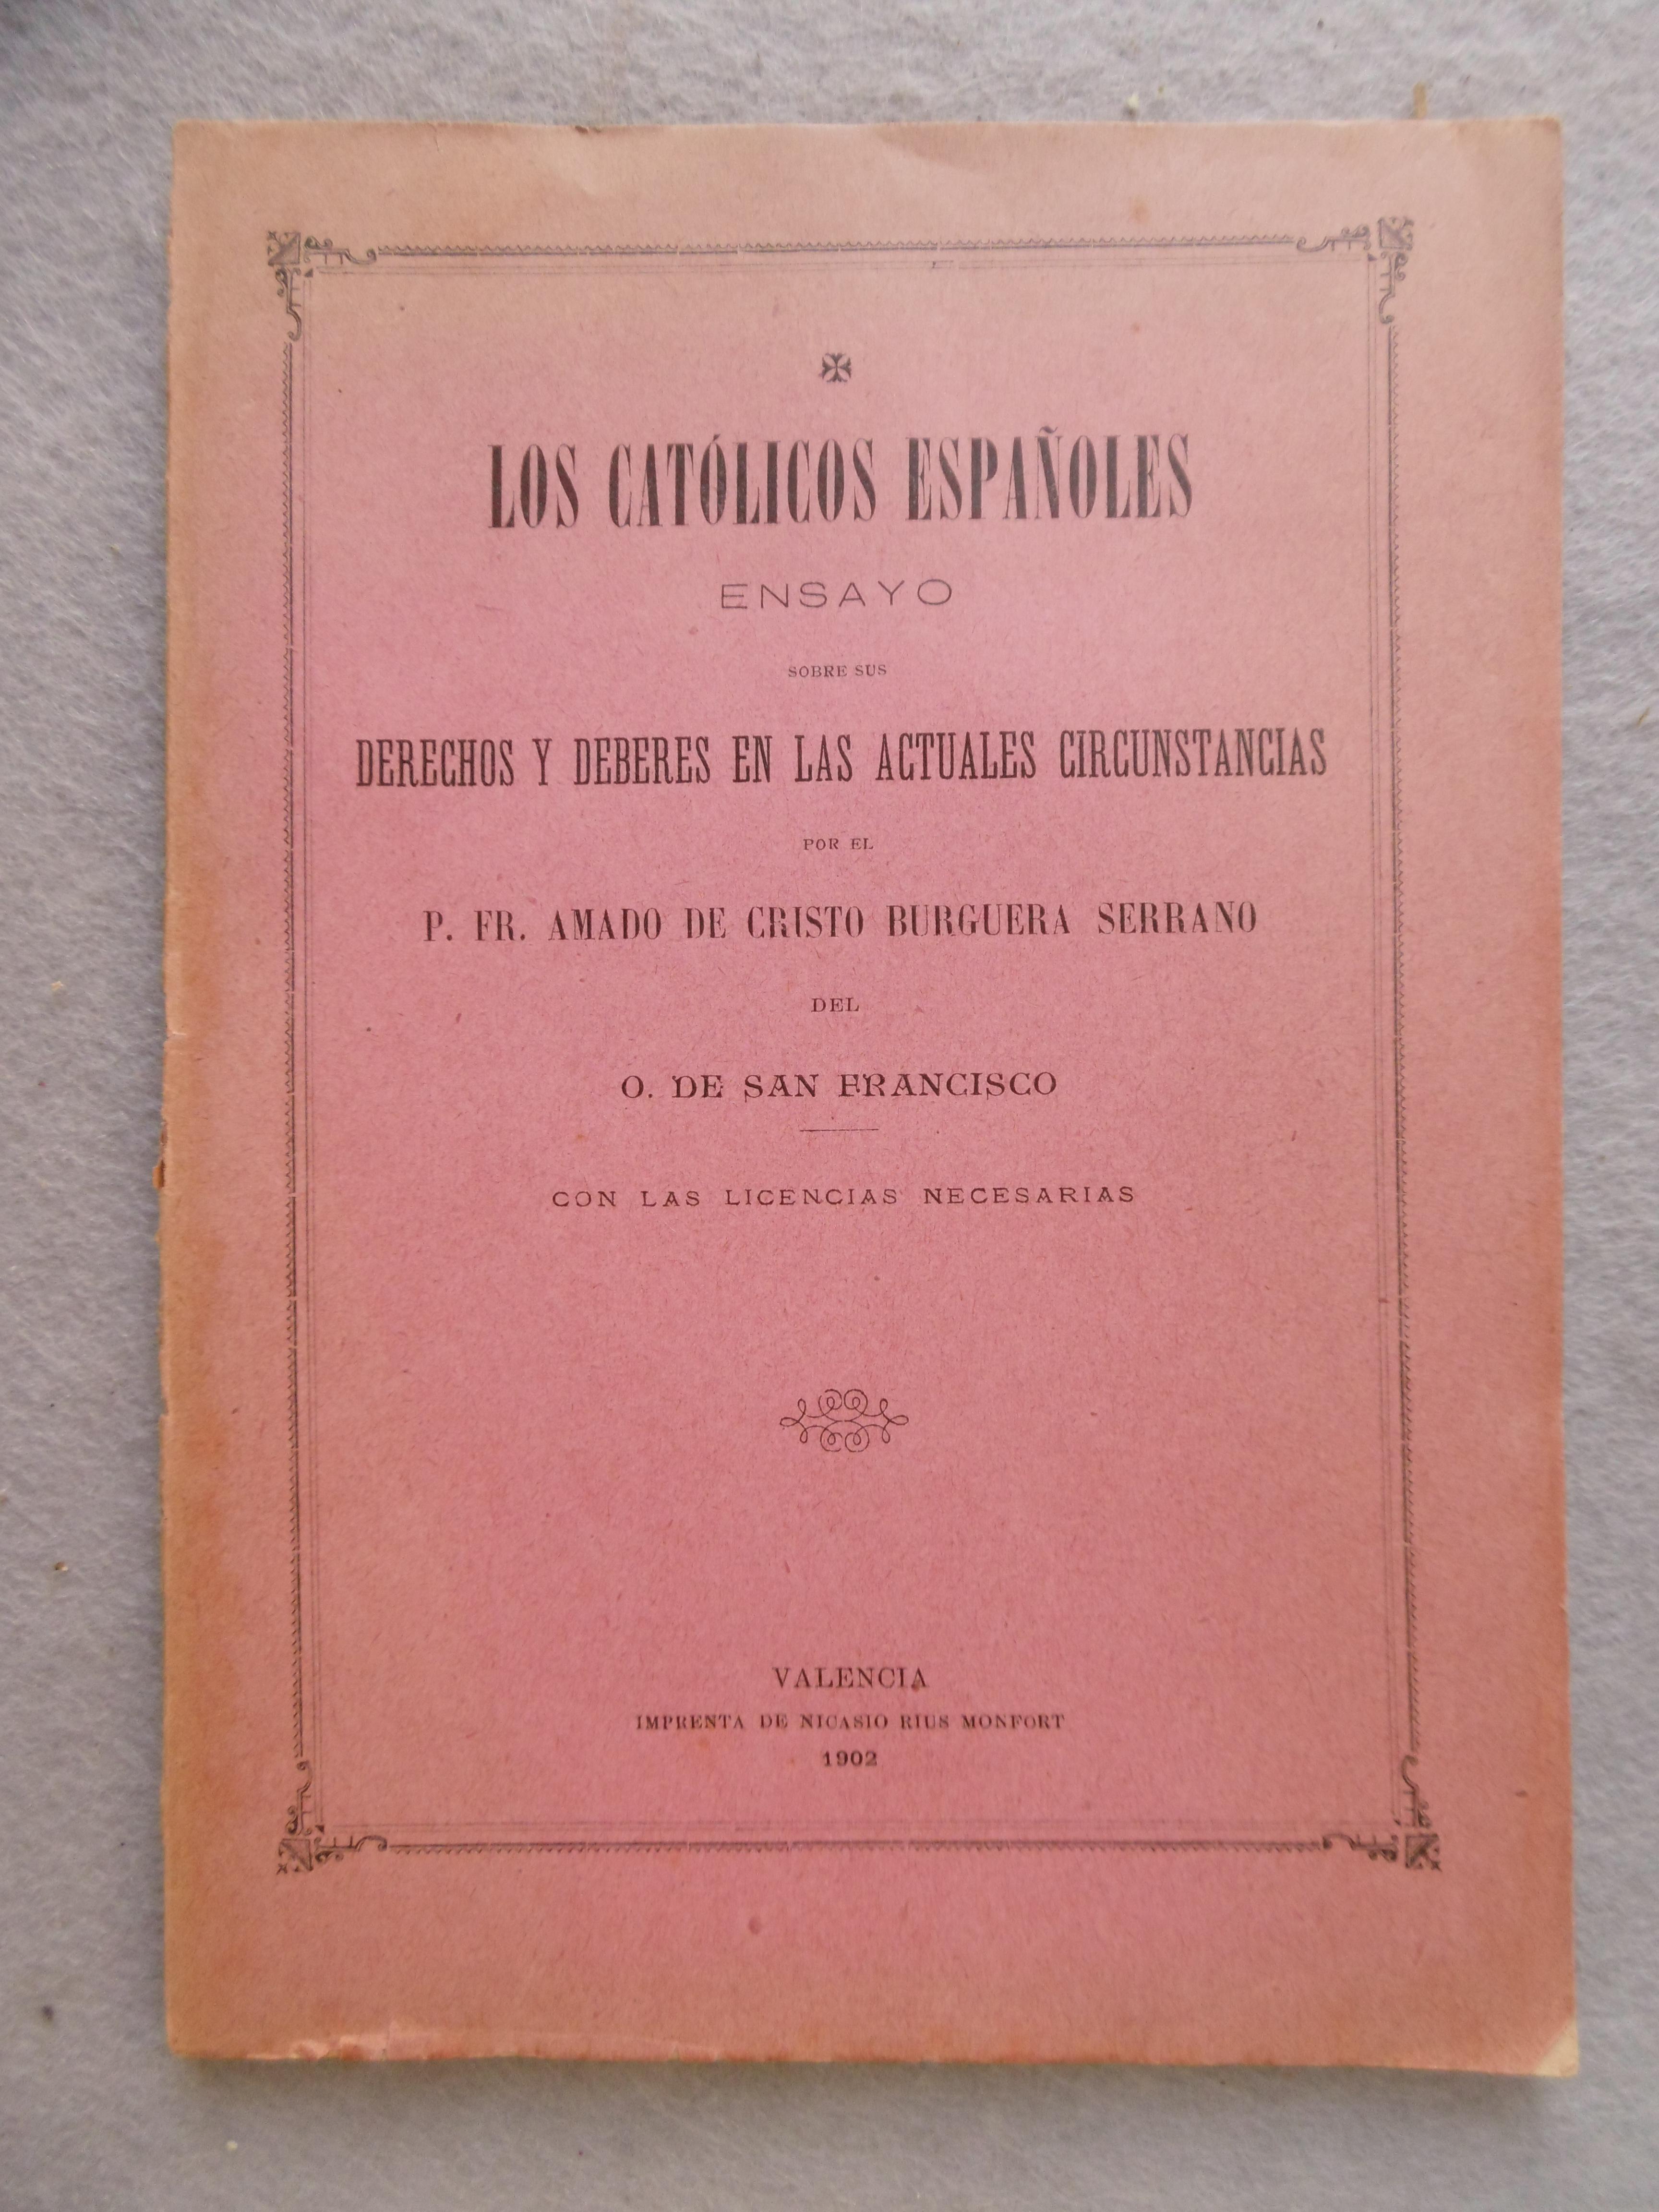 LOS CATÓLICOS ESPAÑOLES
ENSAYO
SOBRE SUS
DERECHOS Y DEBERES EN LAS ACTUALES CIRCUNSTANCIAS
POR EL
P. FR. AMADO DE CRISTO BURGUERA SERRANO
DEL
O. DE SAN FRANCISCO
CON LAS LICENCIAS NECESARIAS
VALENCIA
IMPRENTA DE NICASIO RIUS MONFORT
1902